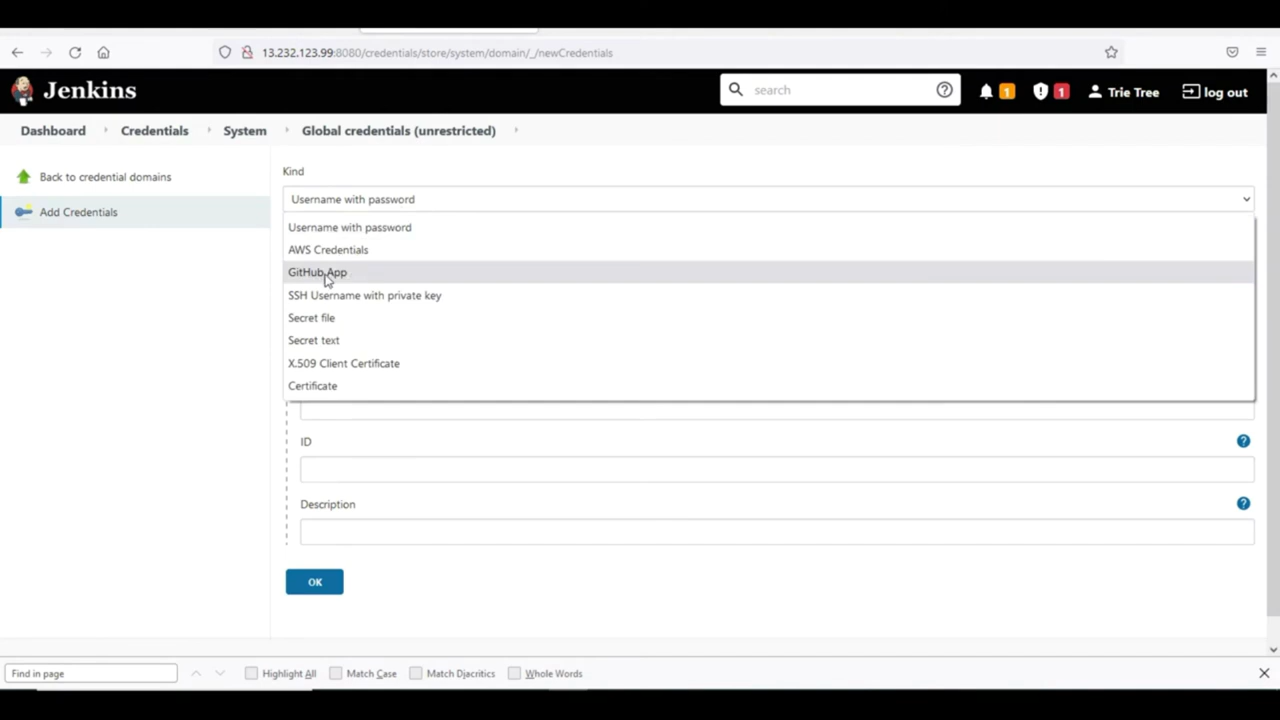 13.232.123.99:8080/credentials/store/system/domain/_/newCredentials
Jenkins
search
1
1
Trie Tree
log out
Dashboard
Credentials
System
Global credentials (unrestricted)
Back to credential domains
Add Credentials
Kind
Username with password
Username with password
AWS Credentials
GitHub App
SSH Username with private key
Secret file
Secret text
X.509 Client Certificate
Certificate
ID
?
Description
?
OK
Find in page
Highlight All
Match Case
Match Diacritics
Whole Words